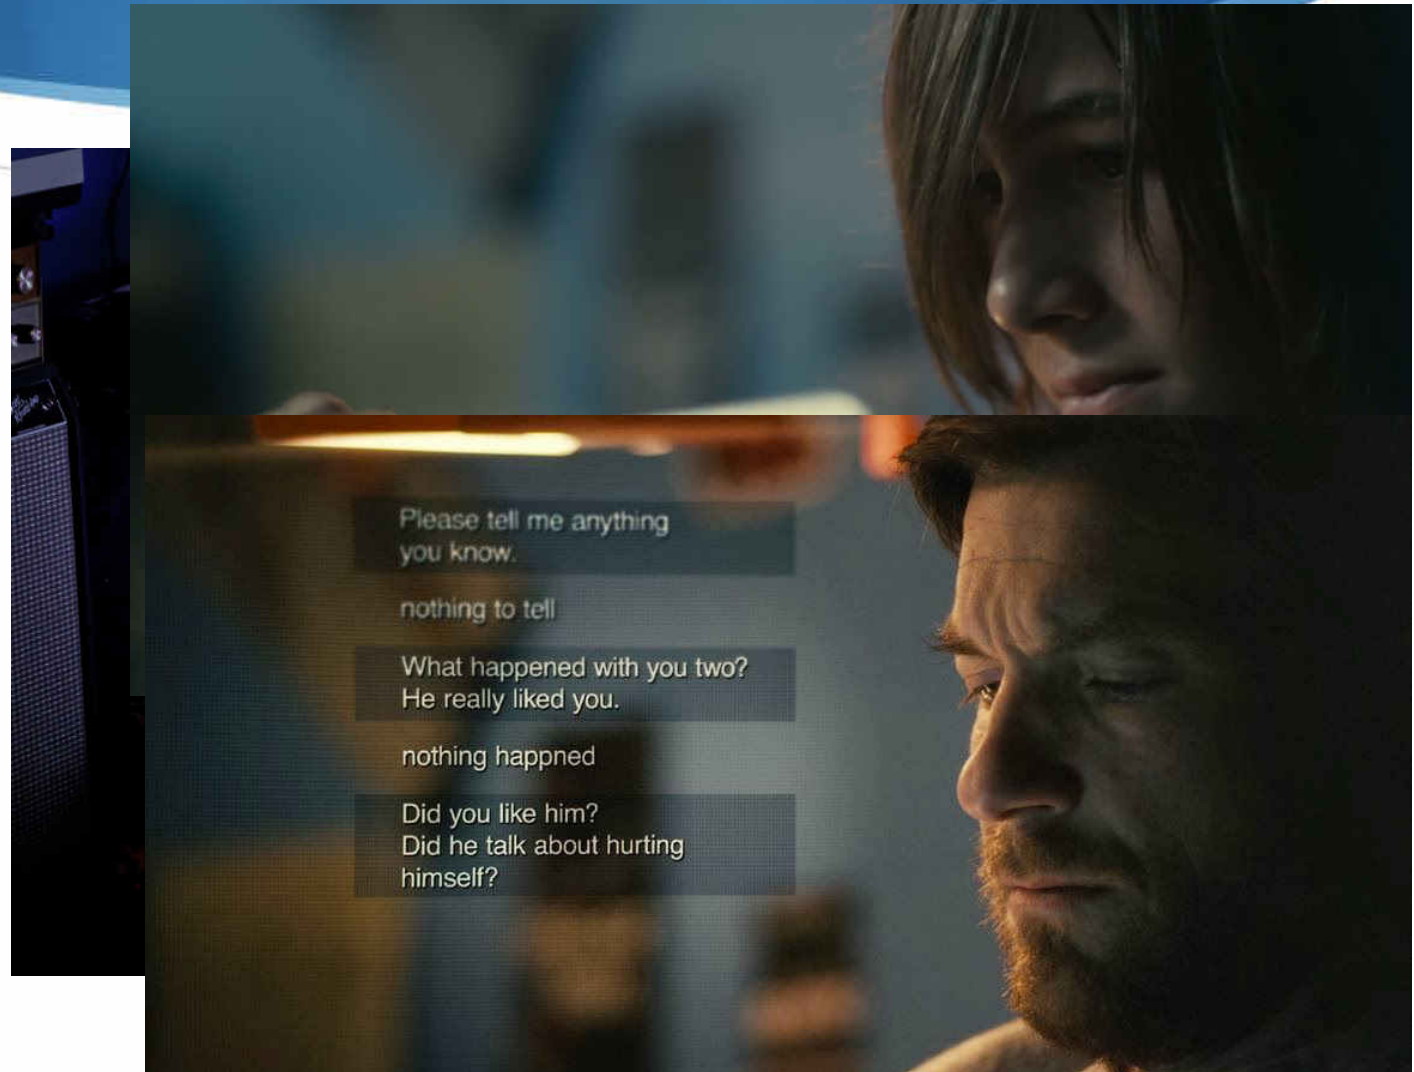 Please tell me anything
you know.
nothing to tell
What happened with you two?
He really liked you.
nothing happned
Did you like him?
Did he talk about hurting
himself?